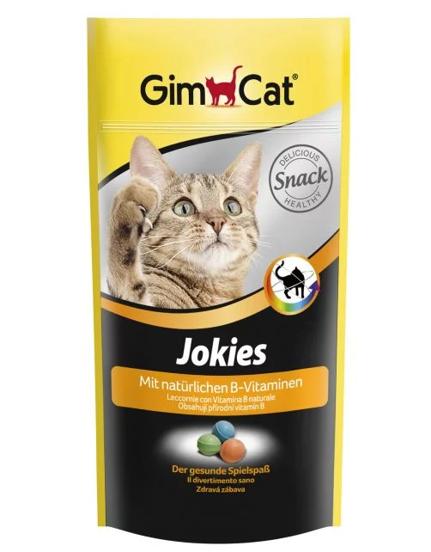 GimCat
DELICIOUS
Snack
HEALTHY
Jokies
Mit natürlichen B-Vitaminen
Leccornie con Vitamina B naturale
Obsahují přírodní vitamin B
Der gesunde Spielspaß
Il divertimento sano
Zdravá zábava